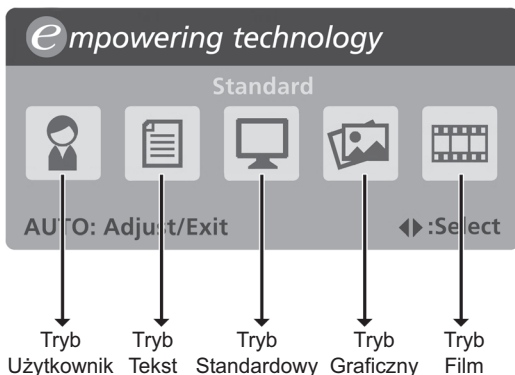 empowering technology
Standard
AUTO: Adjust/Exit :Select
Tryb Tryb Tryb Tryb Tryb
Użytkownik Tekst Standardowy Graficzny Film